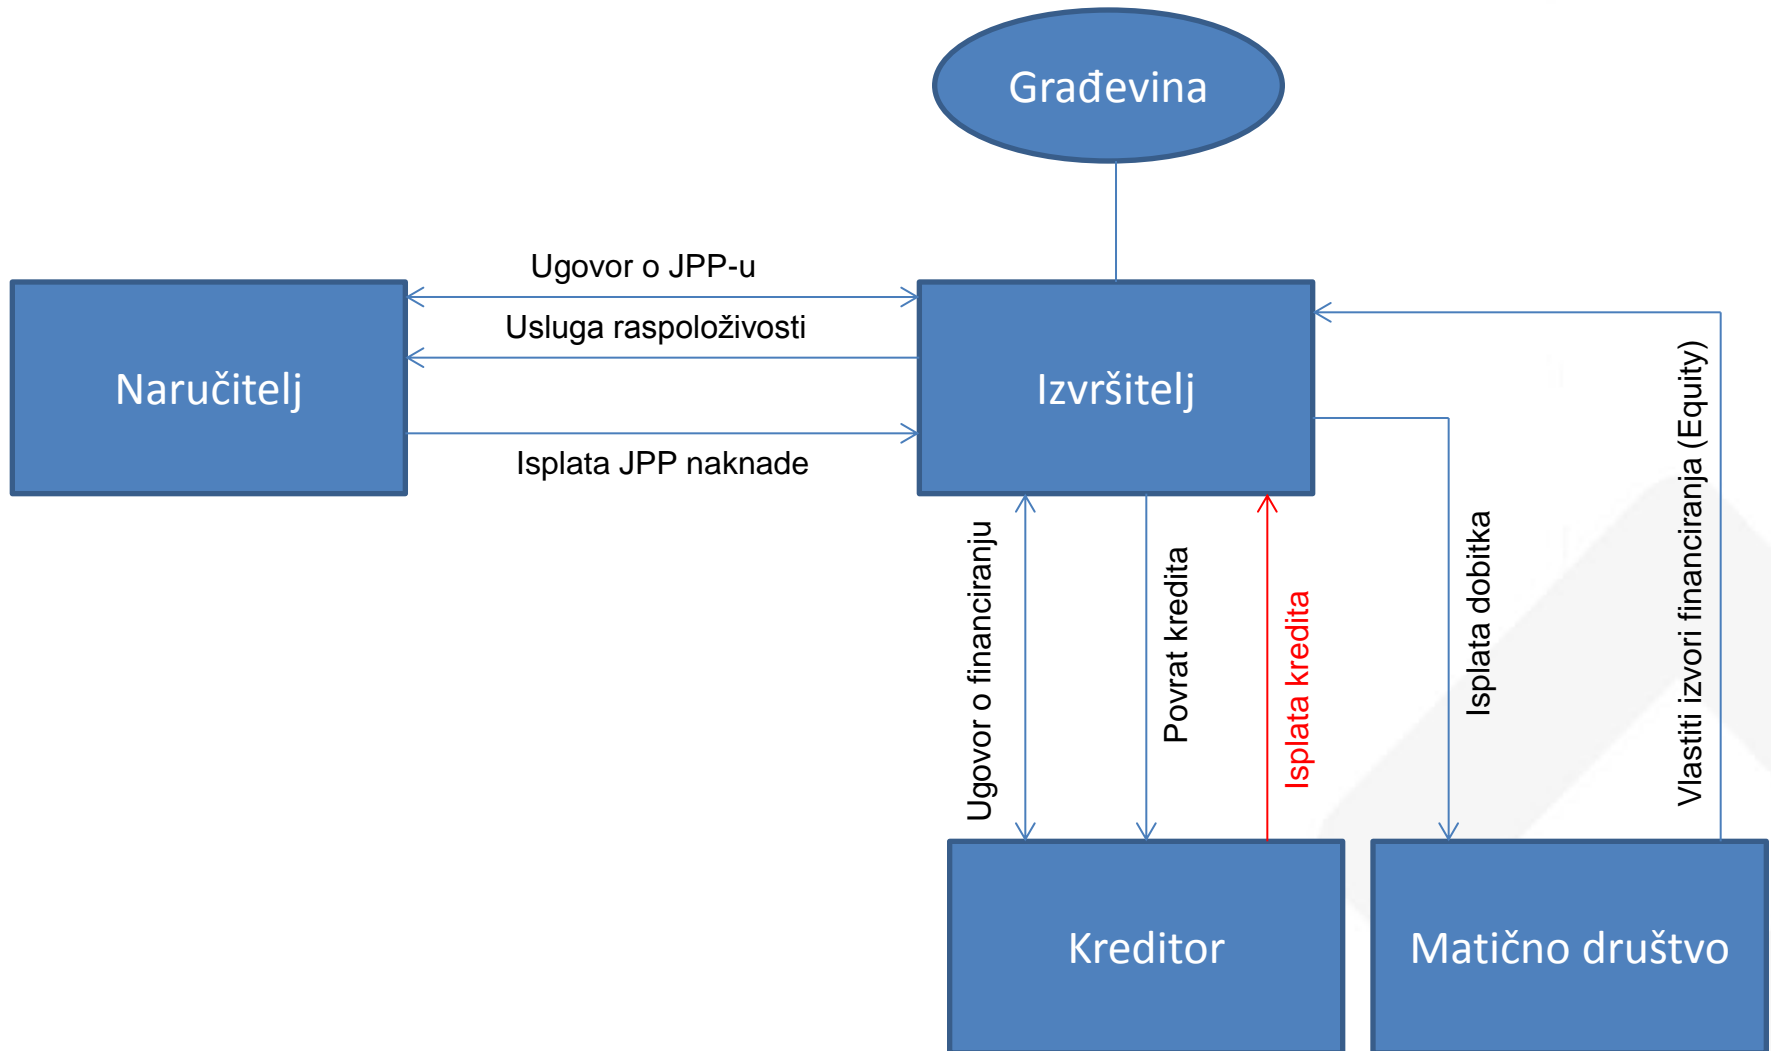 Građevina
Ugovor o JPP-u
Usluga raspoloživosti
Naručitelj
Izvršitelj
Isplata JPP naknade
Ugovor o financiranju
Povrat kredita
Isplata kredita
Isplata dobitka
Vlastiti izvori financiranja (Equity)
Kreditor
Matično društvo